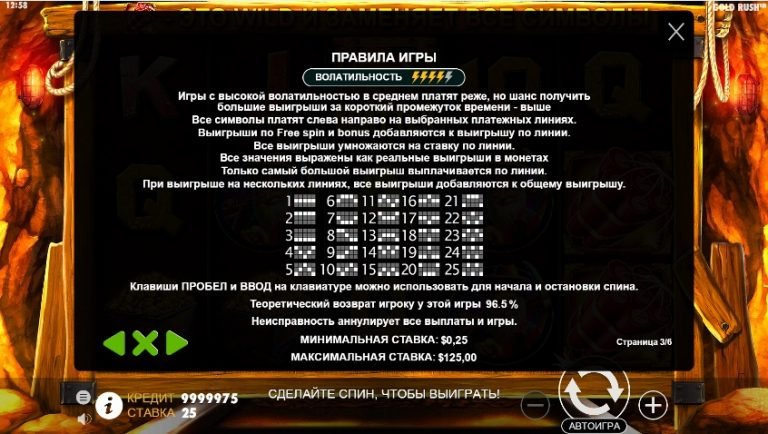 12:58
ЭТО WILD И ЗАМЕНЯЕТ ВСЕ СИМВОЛЫ
GOLD RUSH™
ПРАВИЛА ИГРЫ
ВОЛАТИЛЬНОСТЬ
Игры с высокой волатильностью в среднем платят реже, но шанс получить
большие выигрыши за короткий промежуток времени - выше
Все символы платят слева направо на выбранных платежных линиях.
Выигрыши по Free spin и bonus добавляются к выигрышу по линии.
Все выигрыши умножаются на ставку по линии.
Все значения выражены как реальные выигрыши в монетах
Только самый большой выигрыш выплачивается по линии.
При выигрыше на нескольких линиях, все выигрыши добавляются к общему выигрышу.
1 6 11 16 21
2 7 12 17 22
3 8 13 18 23
4 9 14 19 24
5 10 15 20 25
Клавиши ПРОБЕЛ и ВВОД на клавиатуре можно использовать для начала и остановки спина.
Теоретический возврат игроку у этой игры 96.5%
Неисправность аннулирует все выплаты и игры.
МИНИМАЛЬНАЯ СТАВКА: $0,25
Страница 3/6
МАКСИМАЛЬНАЯ СТАВКА: $125,00
КРЕДИТ 9999975
СТАВКА 25
СДЕЛАЙТЕ СПИН, ЧТОБЫ ВЫИГРАТЬ!
АВТОИГРА